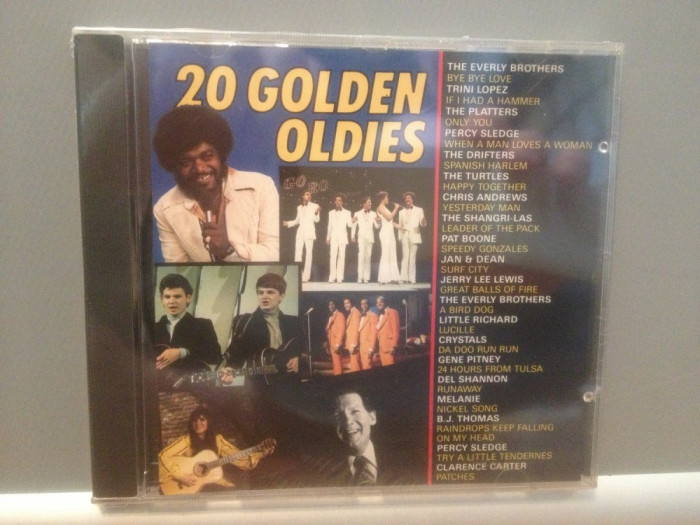 20 GOLDEN
OLDIES
THE EVERLY BROTHERS
BYE BYE LOVE
TRINI LOPEZ
IF I HAD A HAMMER
THE PLATTERS
ONLY YOU
PERCY SLEDGE
WHEN A MAN LOVES A WOMAN
THE DRIFTERS
SPANISH HARLEM
THE TURTLES
HAPPY TOGETHER
CHRIS ANDREWS
YESTERDAY MAN
THE SHANGRI-LAS
LEADER OF THE PACK
PAT BOONE
SPEEDY GONZALES
JAN & DEAN
SURF CITY
JERRY LEE LEWIS
GREAT BALLS OF FIRE
THE EVERLY BROTHERS
A BIRD DOG
LITTLE RICHARD
LUCILLE
CRYSTALS
DA DOO RUN RUN
GENE PITNEY
24 HOURS FROM TULSA
DEL SHANNON
RUNAWAY
MELANIE
NICKEL SONG
B.J. THOMAS
RAINDROPS KEEP FALLING
ON MY HEAD
PERCY SLEDGE
TRY A LITTLE TENDERNES
CLARENCE CARTER
PATCHES